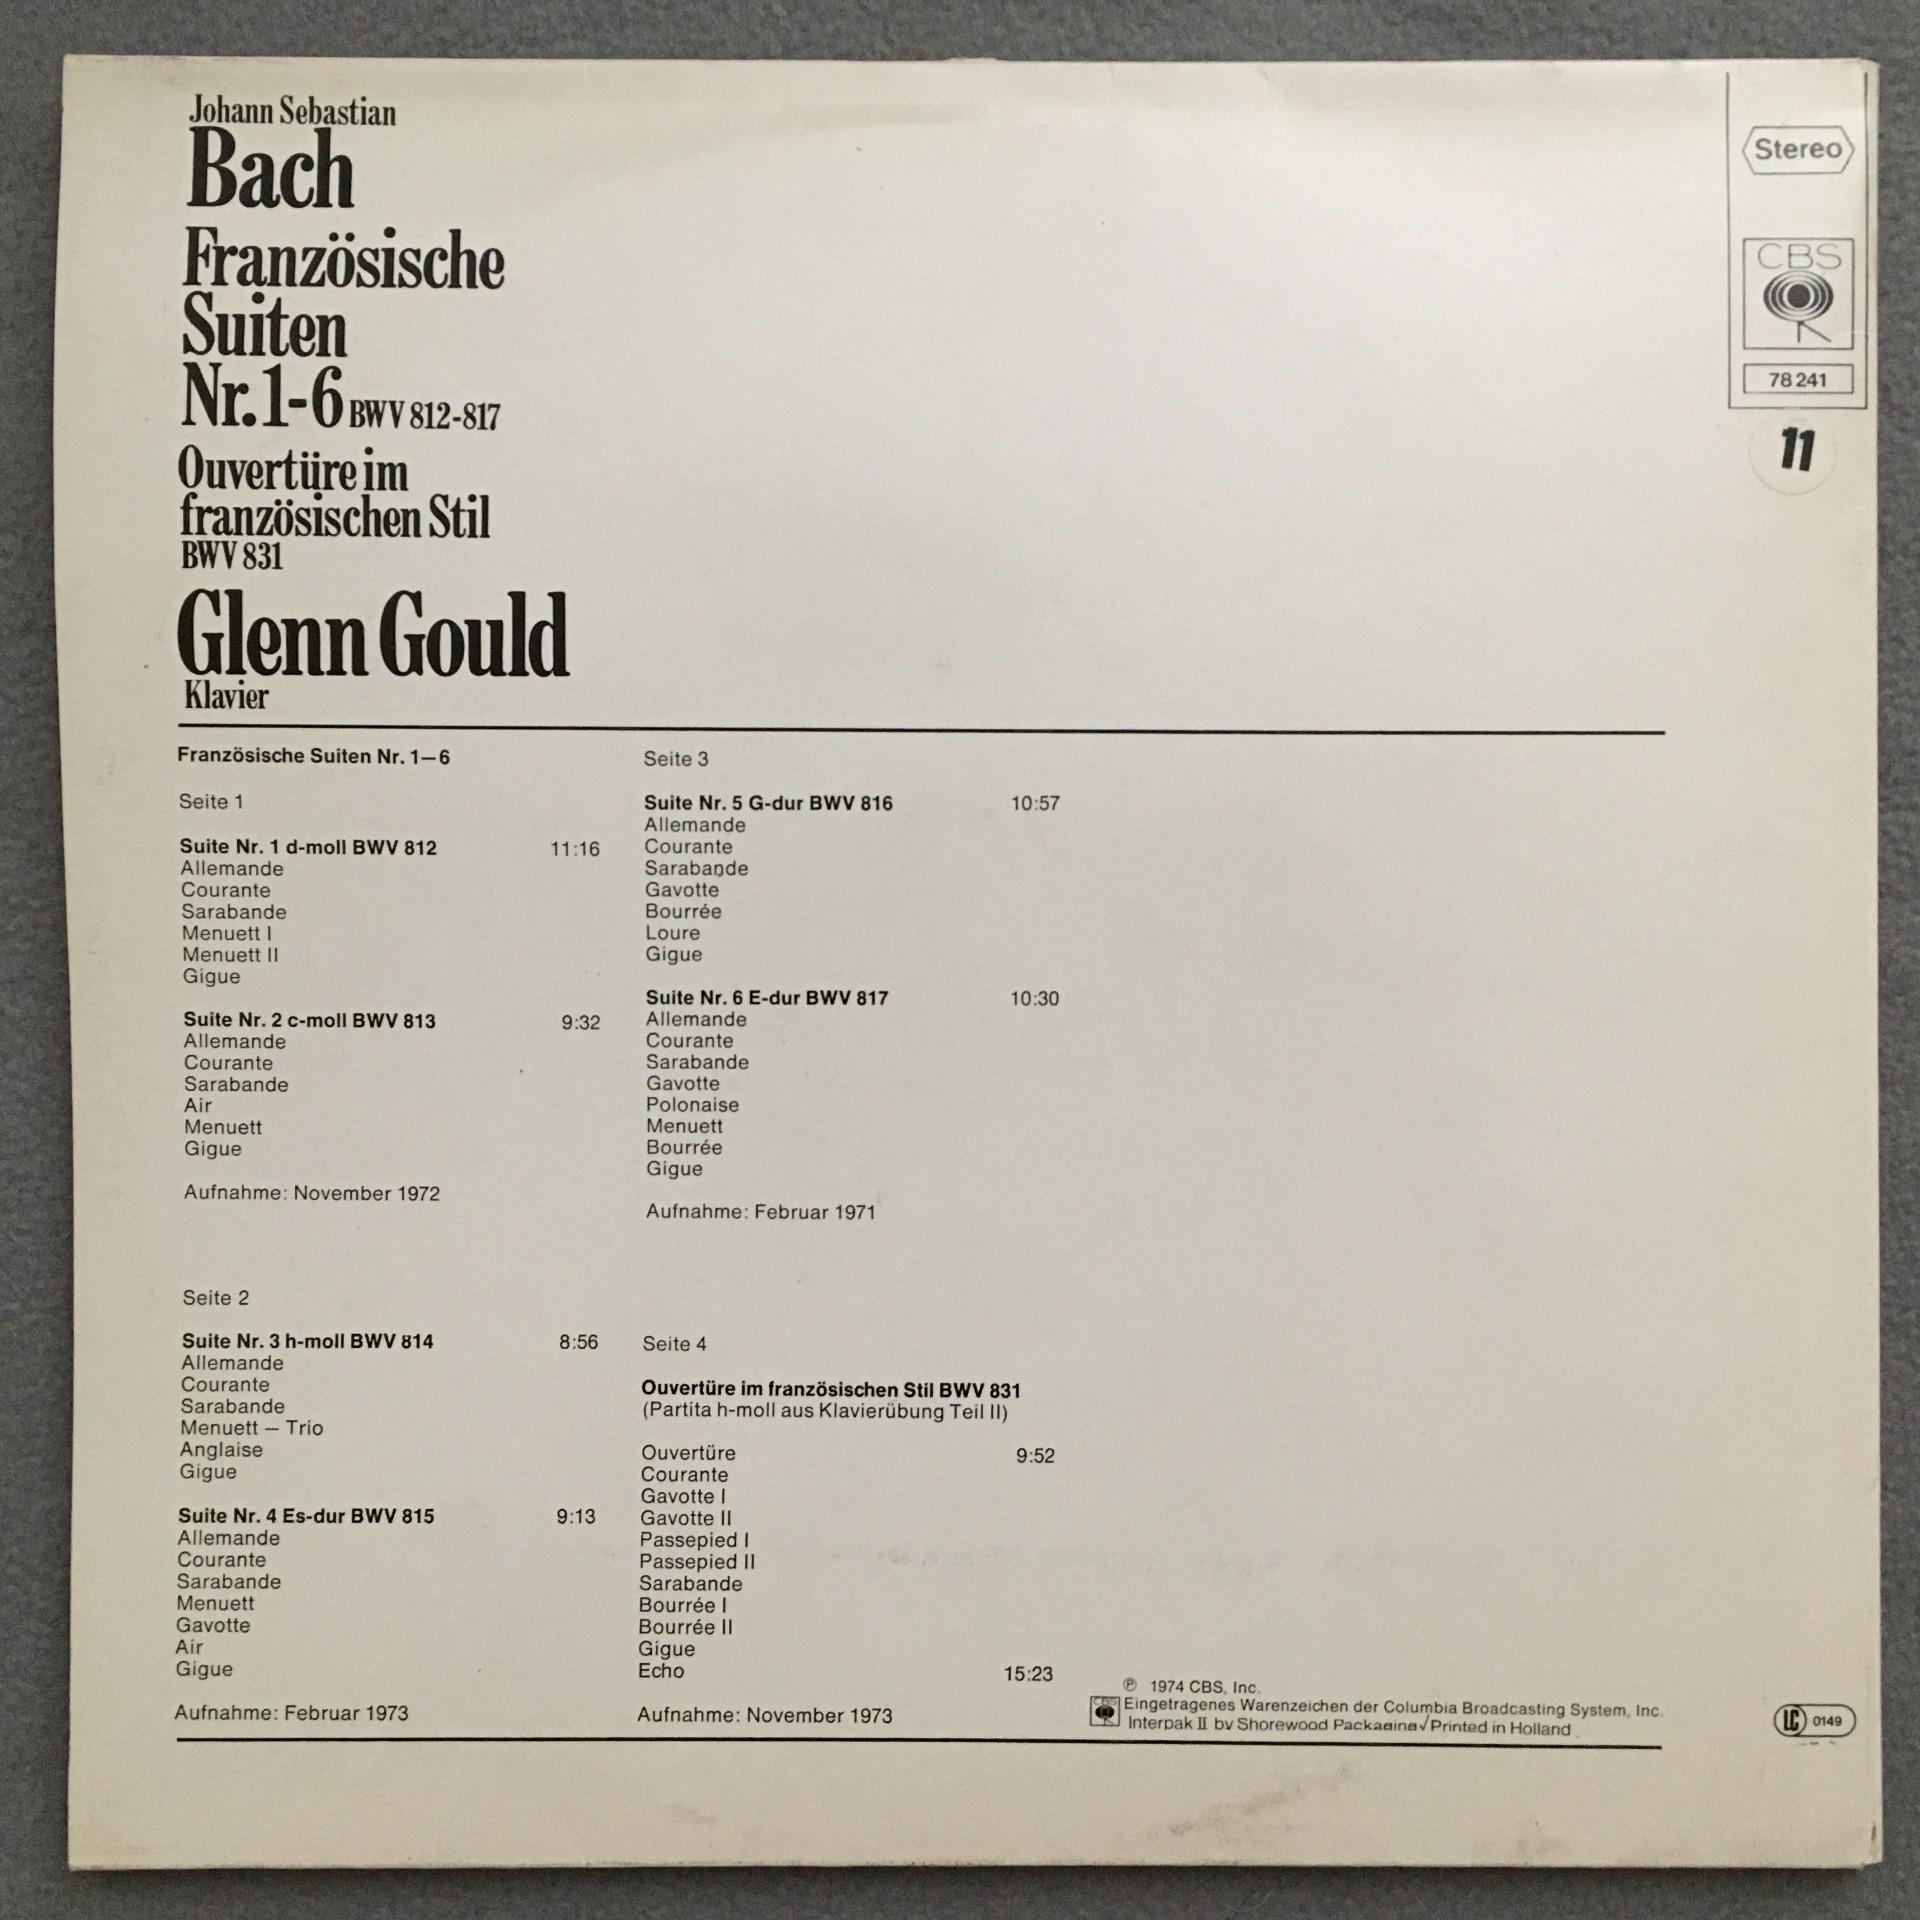 Johann Sebastian
Bach
Französische
Suiten
Nr. 1-6 BWV 812-817
Ouvertüre im
französischen Stil
BWV 831
Glenn Gould
Klavier
Stereo
CBS
78 241
11
Französische Suiten Nr. 1—6
Seite 1
Suite Nr. 1 d-moll BWV 812 11:16
Allemande
Courante
Sarabande
Menuett I
Menuett II
Gigue
Suite Nr. 2 c-moll BWV 813 9:32
Allemande
Courante
Sarabande
Air
Menuett
Gigue
Aufnahme: November 1972
Seite 2
Suite Nr. 3 h-moll BWV 814 8:56
Allemande
Courante
Sarabande
Menuett — Trio
Anglaise
Gigue
Suite Nr. 4 Es-dur BWV 815 9:13
Allemande
Courante
Sarabande
Menuett
Gavotte
Air
Gigue
Aufnahme: Februar 1973
Seite 3
Suite Nr. 5 G-dur BWV 816 10:57
Allemande
Courante
Sarabande
Gavotte
Bourrée
Loure
Gigue
Suite Nr. 6 E-dur BWV 817 10:30
Allemande
Courante
Sarabande
Gavotte
Polonaise
Menuett
Bourrée
Gigue
Aufnahme: Februar 1971
Seite 4
Ouvertüre im französischen Stil BWV 831
(Partita h-moll aus Klavierübung Teil II)
Ouvertüre 9:52
Courante
Gavotte I
Gavotte II
Passepied I
Passepied II
Sarabande
Bourrée I
Bourrée II
Gigue
Echo 15:23
Aufnahme: November 1973
℗ 1974 CBS, Inc.
CBS Eingetragenes Warenzeichen der Columbia Broadcasting System, Inc.
Interpak II by Shorewood Packaging√Printed in Holland
LC 0149